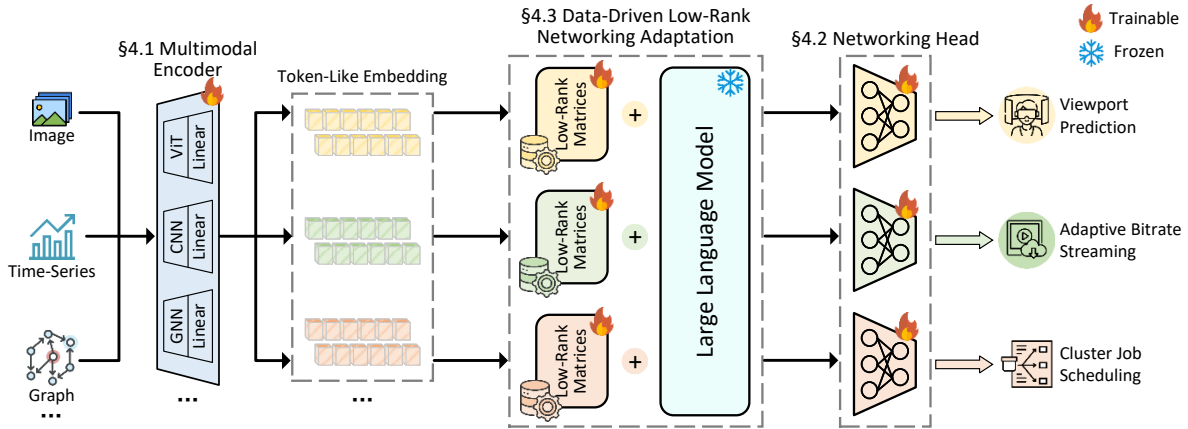 §4.1 Multimodal
Encoder
Token-Like Embedding
§4.3 Data-Driven Low-Rank
Networking Adaptation
§4.2 Networking Head
Trainable
Frozen
Image
Time-Series
Graph
...
ViT
Linear
CNN
Linear
GNN
Linear
...
...
Low-Rank
Matrices
+
Low-Rank
Matrices
+
Low-Rank
Matrices
+
Large Language Model
Viewport
Prediction
Adaptive Bitrate
Streaming
Cluster Job
Scheduling